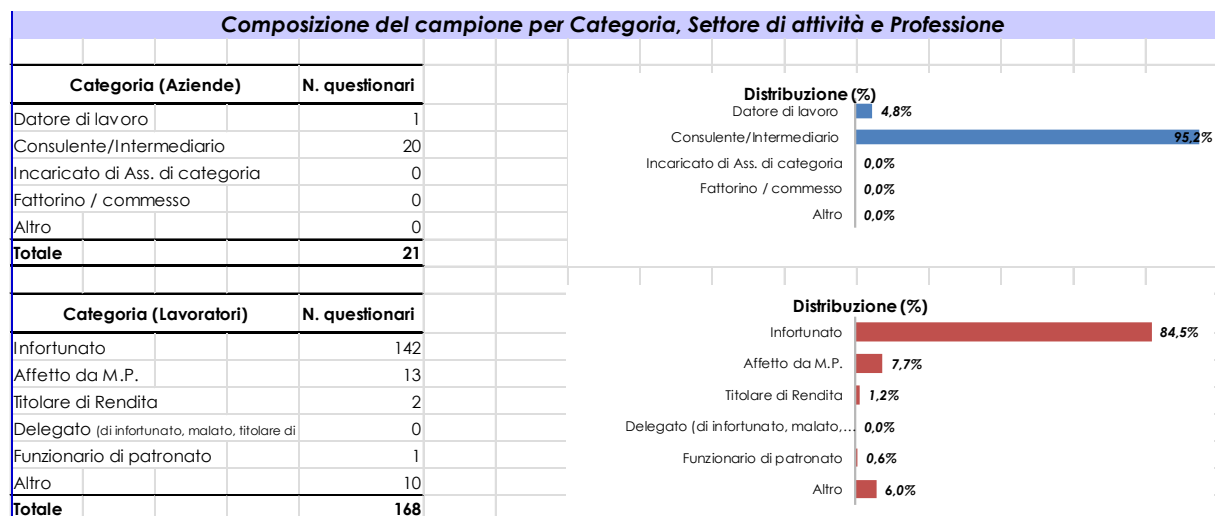 Composizione del campione per Categoria, Settore di attività e Professione
Categoria (Aziende) N. questionari
Datore di lavoro 1
Consulente/Intermediario 20
Incaricato di Ass. di categoria 0
Fattorino / commesso 0
Altro 0
Totale 21
Distribuzione (%)
Datore di lavoro 4,8%
Consulente/Intermediario 95,2%
Incaricato di Ass. di categoria 0,0%
Fattorino / commesso 0,0%
Altro 0,0%
Categoria (Lavoratori) N. questionari
Infortunato 142
Affetto da M.P. 13
Titolare di Rendita 2
Delegato (di infortunato, malato, titolare di 0
Funzionario di patronato 1
Altro 10
Totale 168
Distribuzione (%)
Infortunato 84,5%
Affetto da M.P. 7,7%
Titolare di Rendita 1,2%
Delegato (di infortunato, malato,... 0,0%
Funzionario di patronato 0,6%
Altro 6,0%